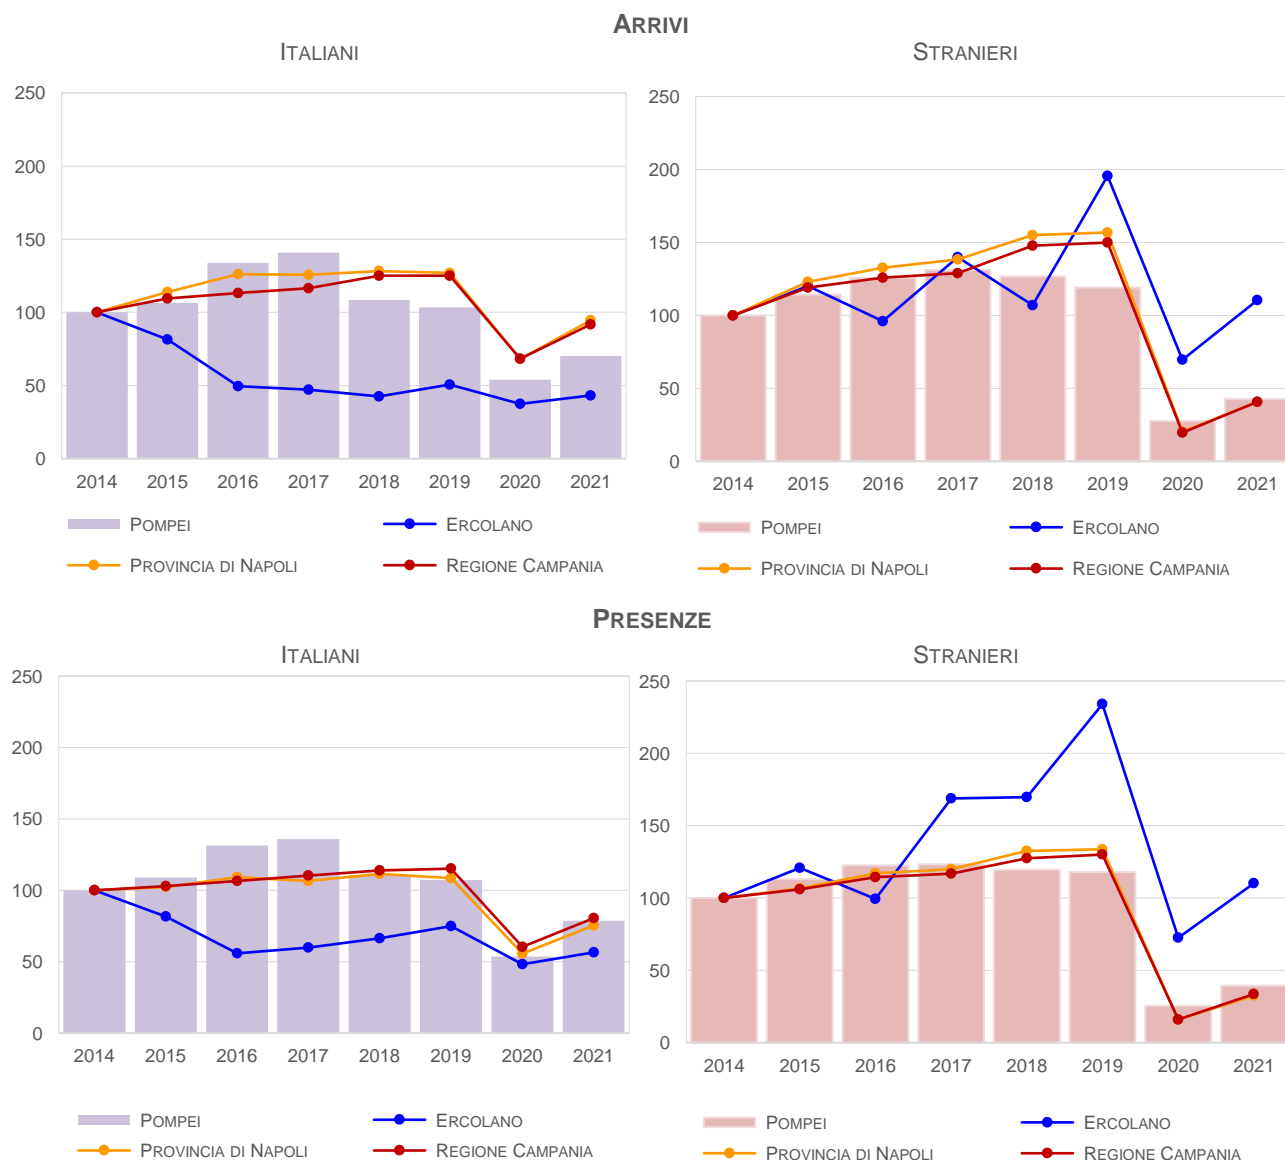 ARRIVI
ITALIANI
250
200
150
100
50
0
2014 2015 2016 2017 2018 2019 2020 2021
POMPEI ERCOLANO
PROVINCIA DI NAPOLI REGIONE CAMPANIA
STRANIERI
250
200
150
100
50
0
2014 2015 2016 2017 2018 2019 2020 2021
POMPEI ERCOLANO
PROVINCIA DI NAPOLI REGIONE CAMPANIA
PRESENZE
ITALIANI
250
200
150
100
50
0
2014 2015 2016 2017 2018 2019 2020 2021
POMPEI ERCOLANO
PROVINCIA DI NAPOLI REGIONE CAMPANIA
STRANIERI
250
200
150
100
50
0
2014 2015 2016 2017 2018 2019 2020 2021
POMPEI ERCOLANO
PROVINCIA DI NAPOLI REGIONE CAMPANIA